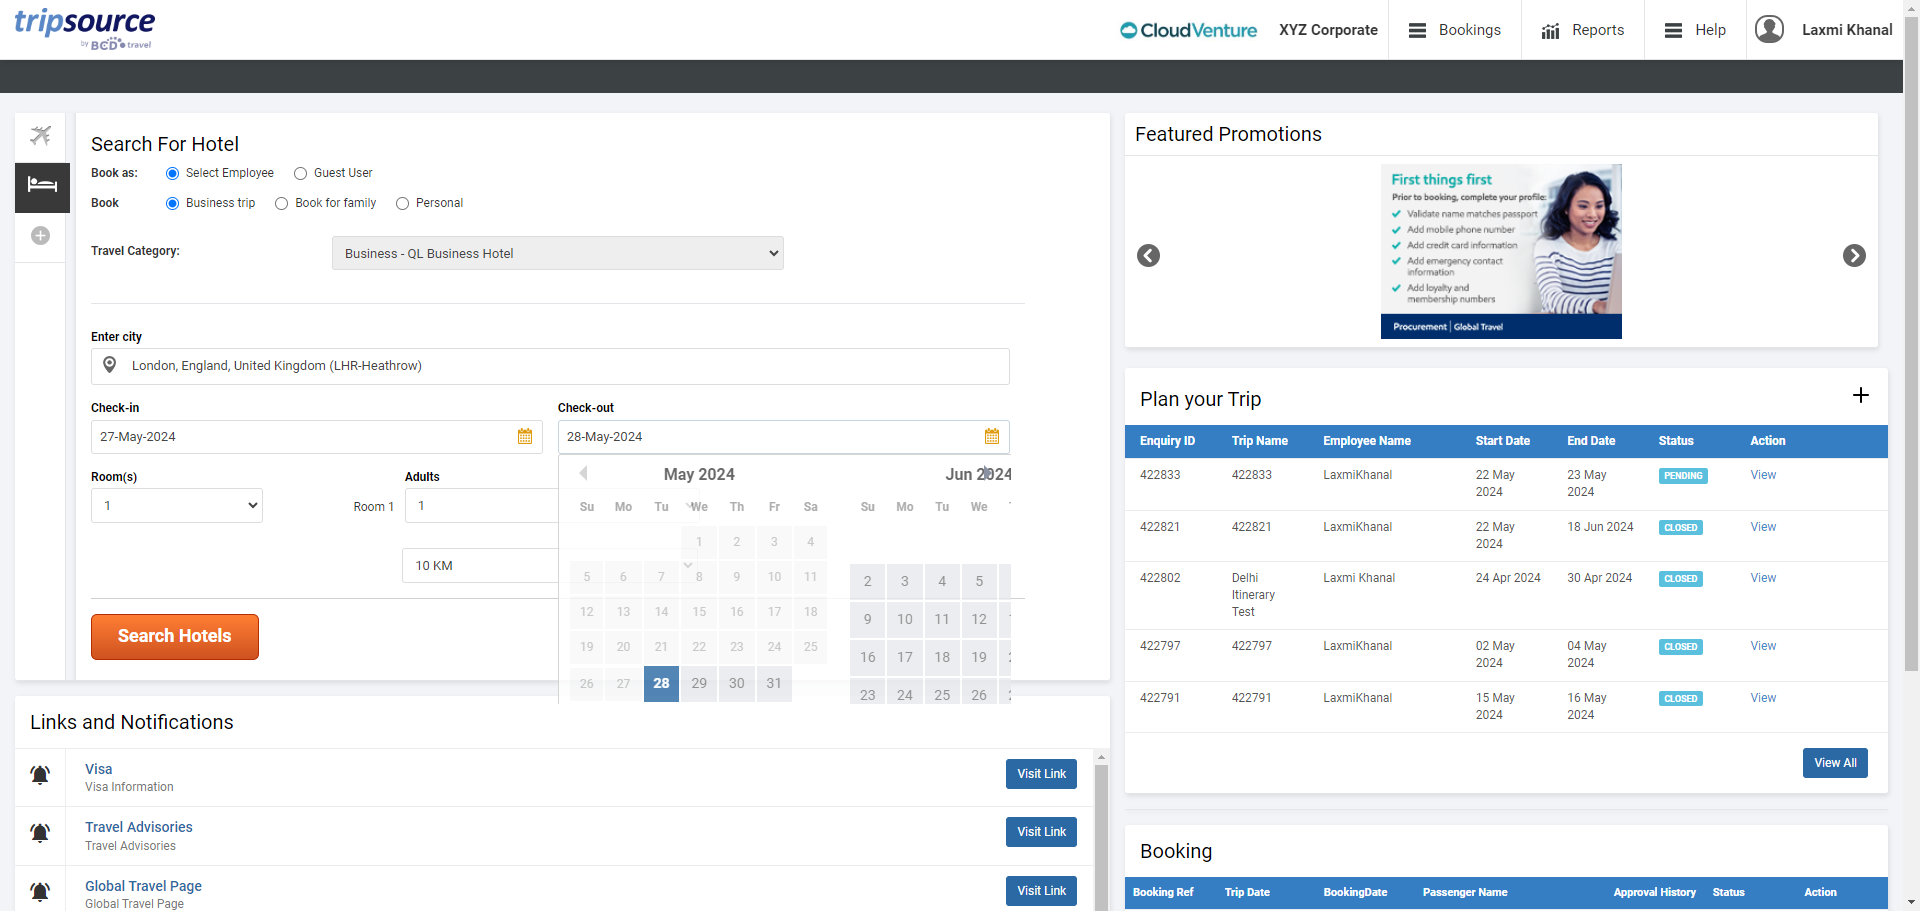 tripsource
by BCD travel
CloudVenture
XYZ Corporate
Bookings
Reports
Help
Laxmi Khanal
Search For Hotel
Book as:
Select Employee
Guest User
Book
Business trip
Book for family
Personal
Travel Category:
Business - QL Business Hotel
Enter city
London, England, United Kingdom (LHR-Heathrow)
Check-in
Check-out
27-May-2024
28-May-2024
Room(s)
Adults
1
Room 1
1
10 KM
May 2024
Su Mo Tu We Th Fr Sa
1 2 3 4
5 6 7 8 9 10 11
12 13 14 15 16 17 18
19 20 21 22 23 24 25
26 27 28 29 30 31
Jun 2024
Su Mo Tu We
2 3 4 5
9 10 11 12
16 17 18 19
23 24 25 26
Search Hotels
Links and Notifications
Visa
Visa Information
Visit Link
Travel Advisories
Travel Advisories
Visit Link
Global Travel Page
Global Travel Page
Visit Link
Featured Promotions
First things first
Prior to booking, complete your profile:
Validate name matches passport
Add mobile phone number
Add credit card information
Add emergency contact
information
Add loyalty and
membership numbers
Procurement | Global Travel
Plan your Trip
Enquiry ID Trip Name Employee Name Start Date End Date Status Action
422833 422833 LaxmiKhanal 22 May 2024 23 May 2024 PENDING View
422821 422821 LaxmiKhanal 22 May 2024 18 Jun 2024 CLOSED View
422802 Delhi Itinerary Test Laxmi Khanal 24 Apr 2024 30 Apr 2024 CLOSED View
422797 422797 LaxmiKhanal 02 May 2024 04 May 2024 CLOSED View
422791 422791 LaxmiKhanal 15 May 2024 16 May 2024 CLOSED View
View All
Booking
Booking Ref Trip Date BookingDate Passenger Name Approval History Status Action